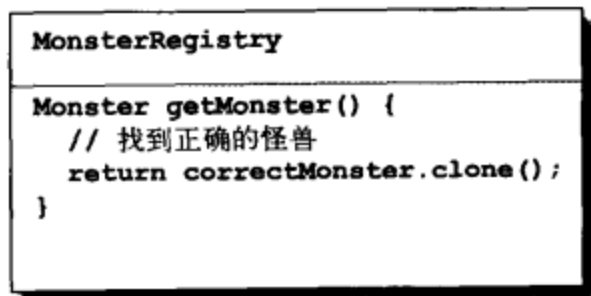 MonsterRegistry
Monster getMonster() {
// 找到正确的怪兽
return correctMonster.clone();
}